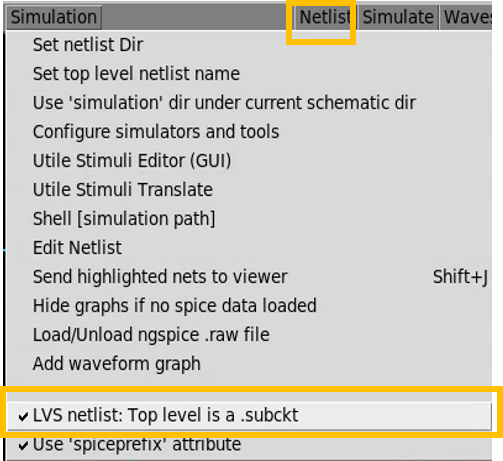 Simulation Netlist Simulate Waves
Set netlist Dir
Set top level netlist name
Use 'simulation' dir under current schematic dir
Configure simulators and tools
Utile Stimuli Editor (GUI)
Utile Stimuli Translate
Shell [simulation path]
Edit Netlist
Send highlighted nets to viewer Shift+J
Hide graphs if no spice data loaded
Load/Unload ngspice .raw file
Add waveform graph
LVS netlist: Top level is a .subckt
Use 'spiceprefix' attribute